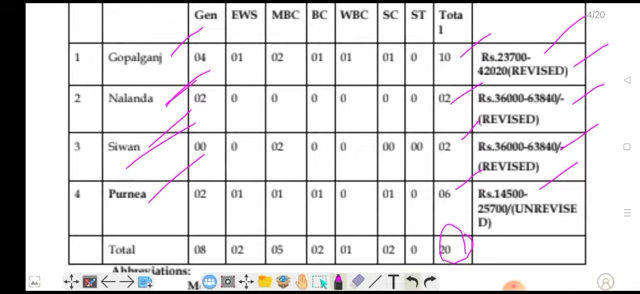 Gen EWS MBC BC WBC SC ST Tota
l
4/20
1 Gopalganj 04 01 02 01 01 01 0 10 Rs.23700-
42020(REVISED)
2 Nalanda 02 0 0 0 0 0 0 02 Rs.36000-63840/-
(REVISED)
3 Siwan 00 0 02 0 0 00 00 02 Rs.36000-63840/-
(REVISED)
4 Purnea 02 01 01 01 0 01 0 06 Rs.14500-
25700/(UNREVISE
D)
Total 08 02 05 02 01 02 0 20
Abbreviations: